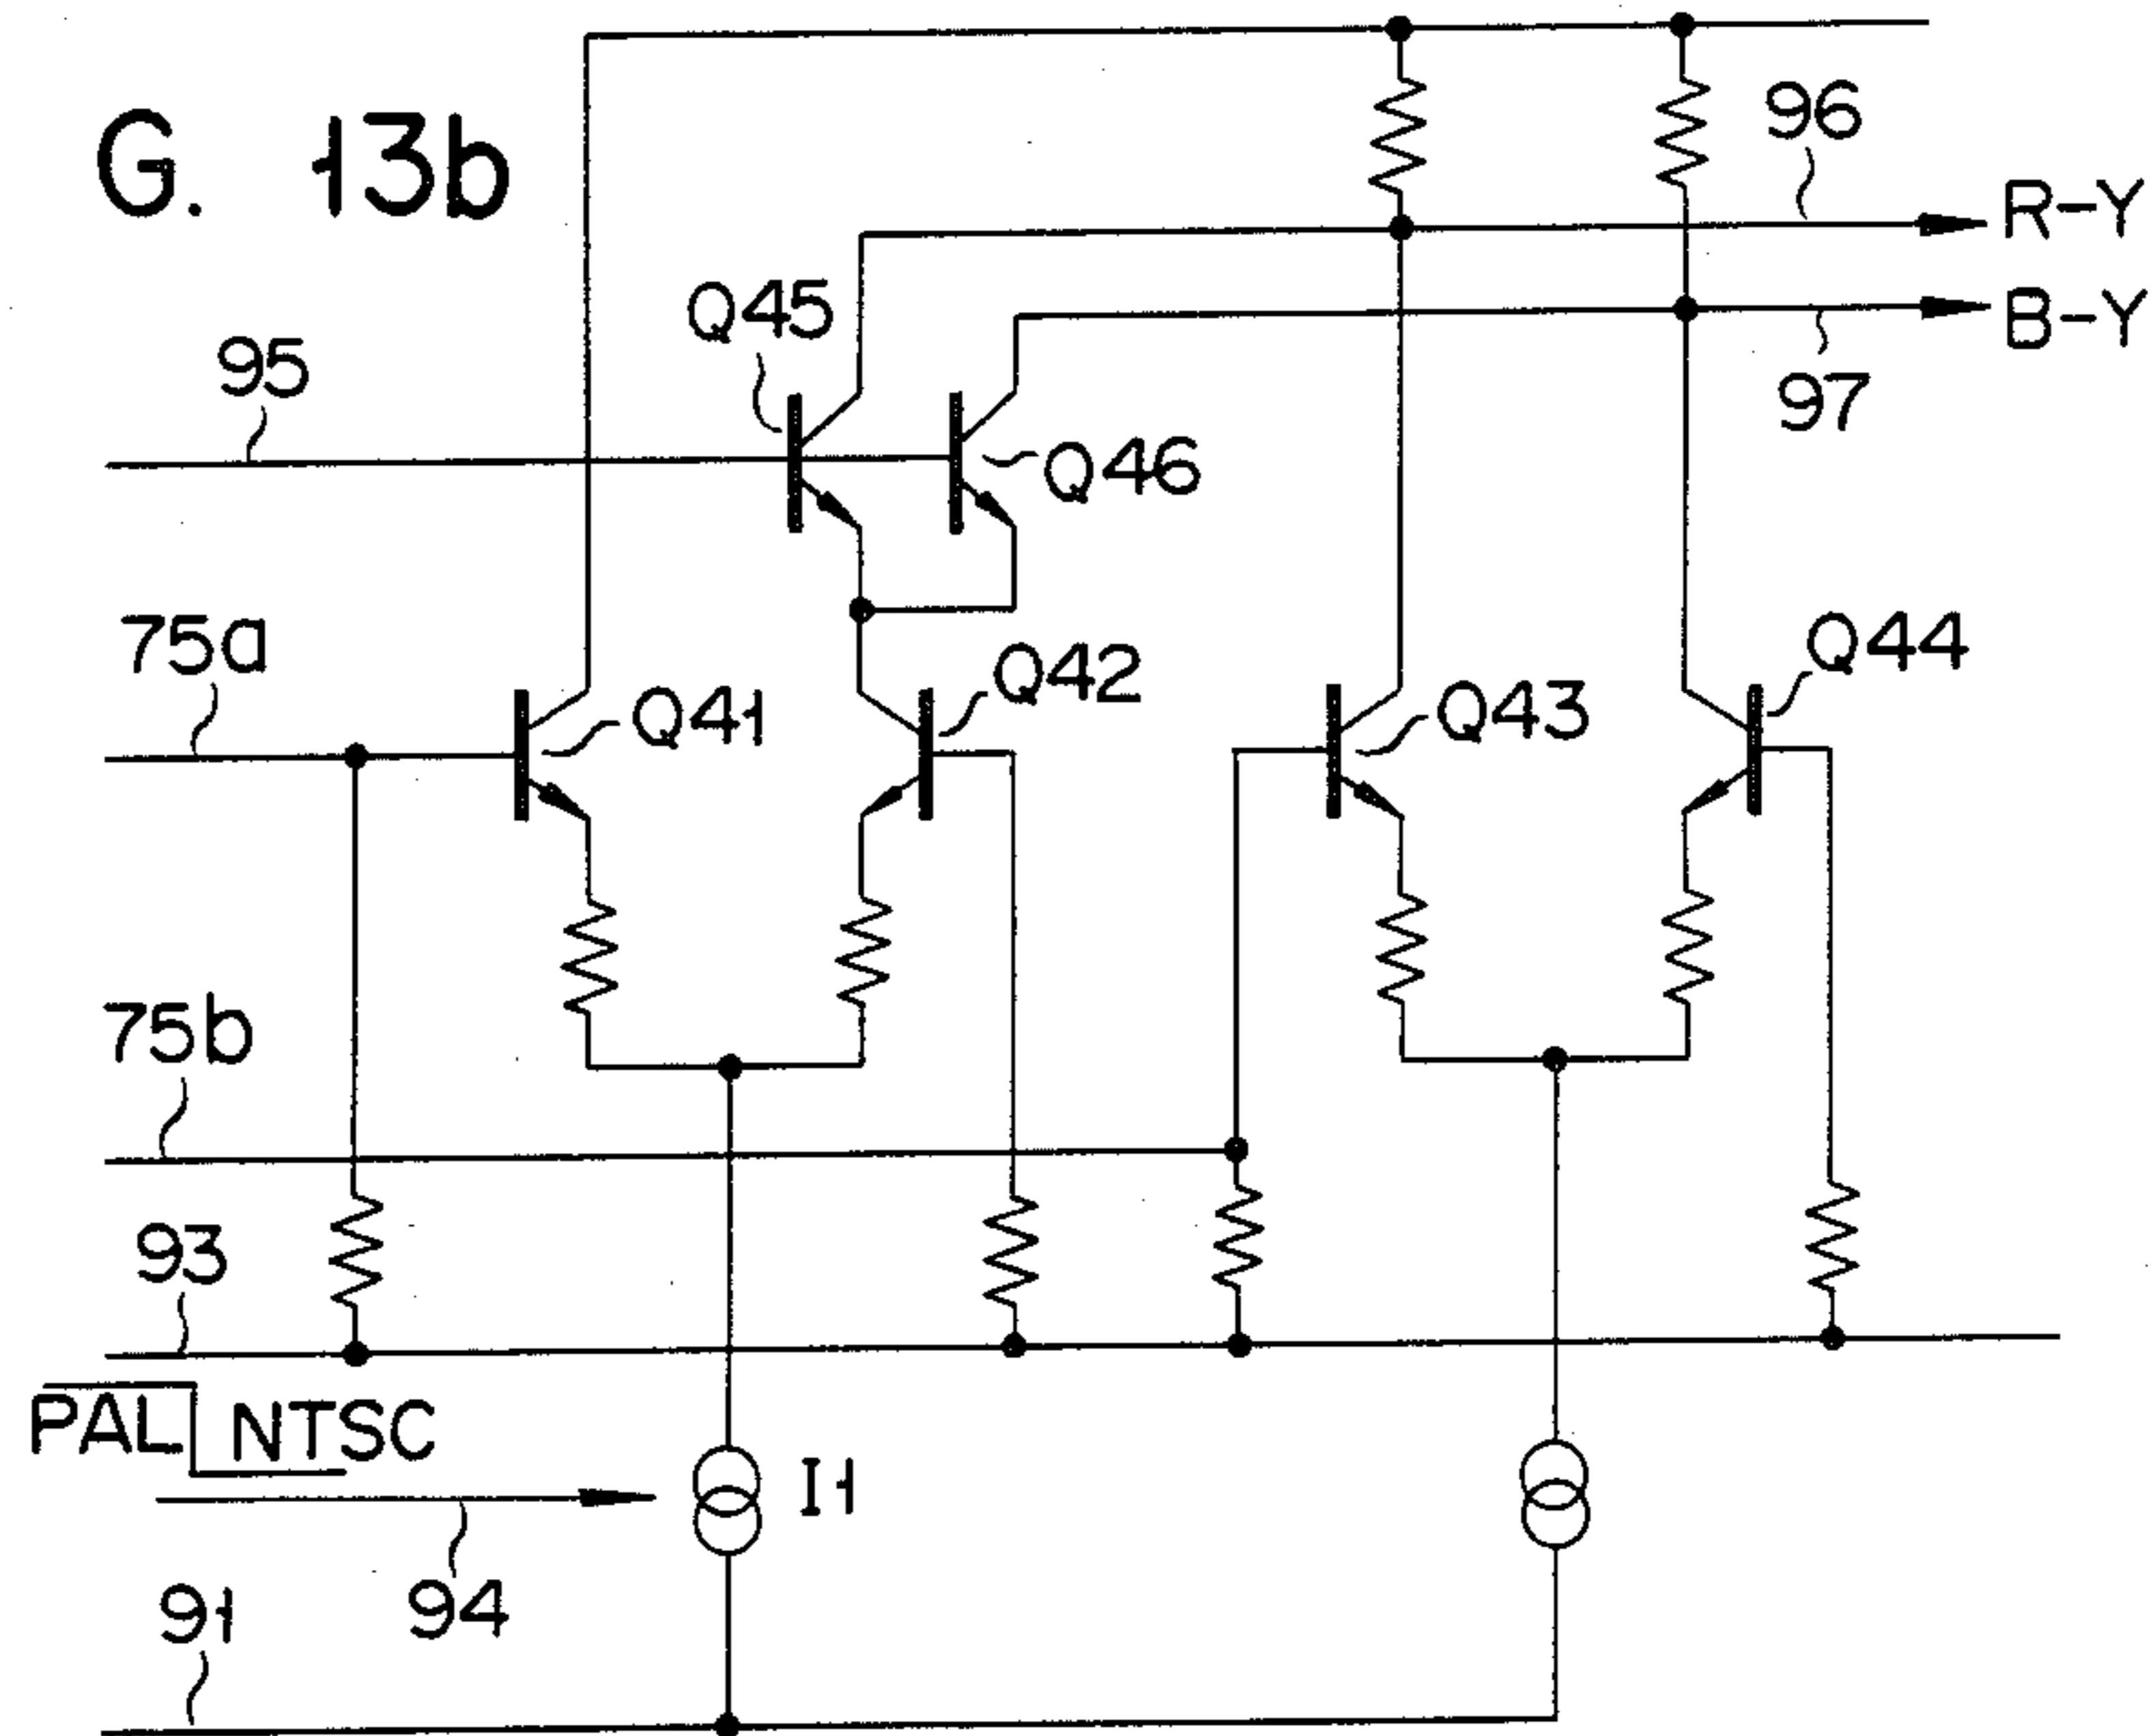 G. 13b
96
R-Y
B-Y
97
Q45
95
Q46
75a
Q41
Q42
Q43
Q44
75b
93
PAL NTSC
I1
94
91